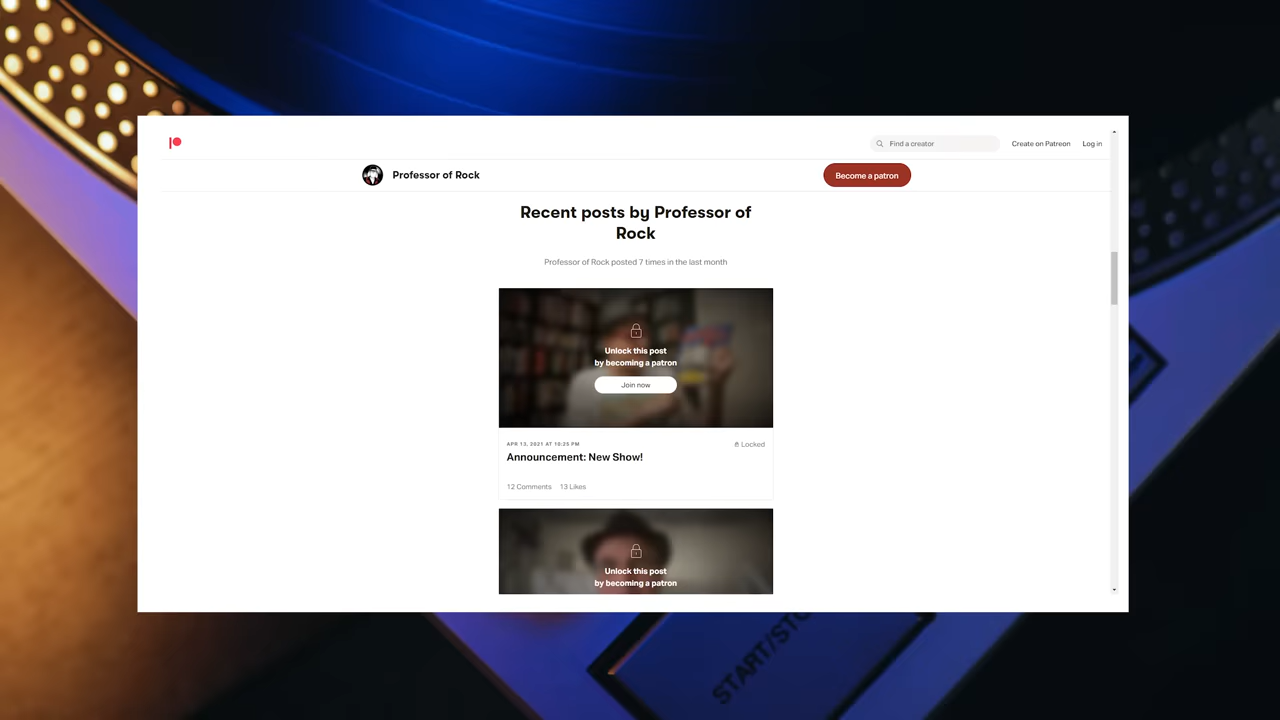 Find a creator
Create on Patreon
Log in
Professor of Rock
Become a patron
Recent posts by Professor of
Rock
Professor of Rock posted 7 times in the last month
Unlock this post
by becoming a patron
Join now
APR 13, 2021 AT 10:25 PM
Locked
Announcement: New Show!
12 Comments
13 Likes
Unlock this post
by becoming a patron
START/STO